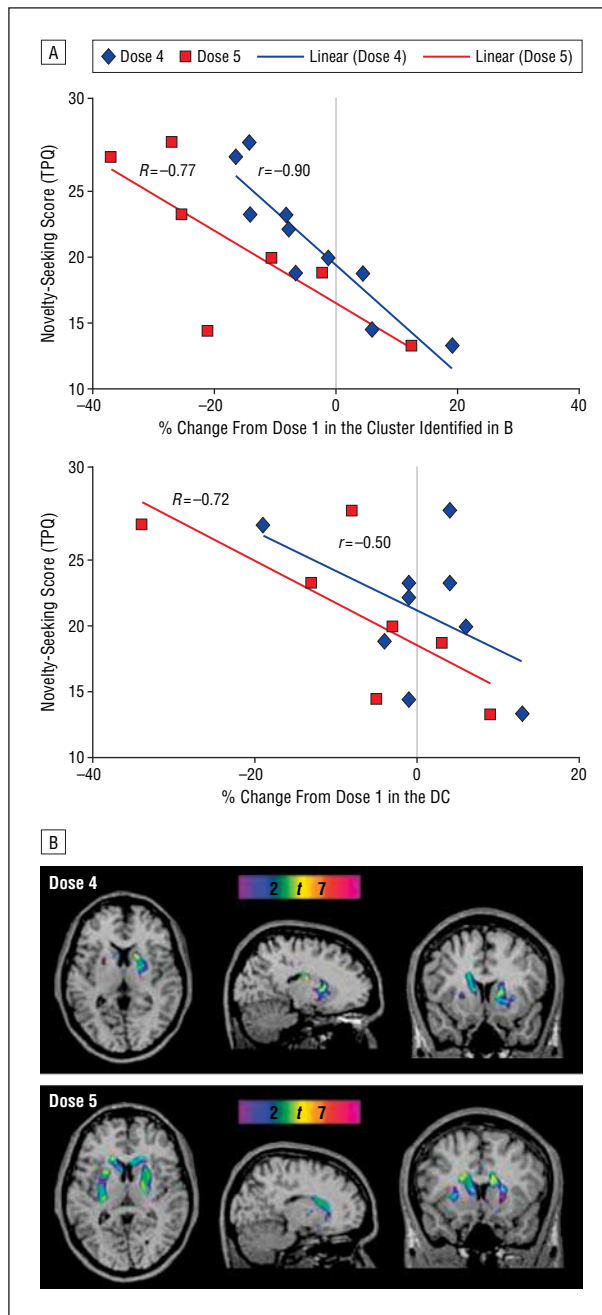 A
Dose 4 Dose 5 Linear (Dose 4) Linear (Dose 5)
30
25
20
15
10
Novelty-Seeking Score (TPQ)
R=–0.77
r=–0.90
–40 –20 0 20 40
% Change From Dose 1 in the Cluster Identified in B
30
25
20
15
10
Novelty-Seeking Score (TPQ)
R=–0.72
r=–0.50
–40 –20 0 20
% Change From Dose 1 in the DC
B
Dose 4
2 t 7
Dose 5
2 t 7